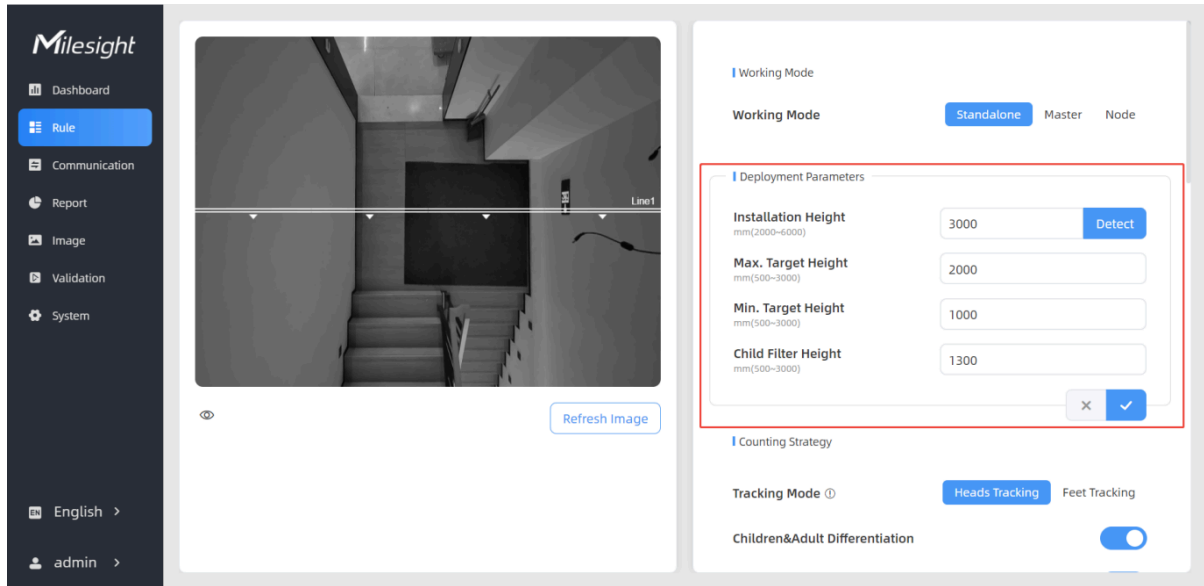 Milesight
Dashboard
Rule
Communication
Report
Image
Validation
System
EN English >
admin >
Line1
Refresh Image
Working Mode
Working Mode Standalone Master Node
Deployment Parameters
Installation Height 3000 Detect
mm(2000~6000)
Max. Target Height 2000
mm(500~3000)
Min. Target Height 1000
mm(500~3000)
Child Filter Height 1300
mm(500~3000)
Counting Strategy
Tracking Mode Heads Tracking Feet Tracking
Children&Adult Differentiation